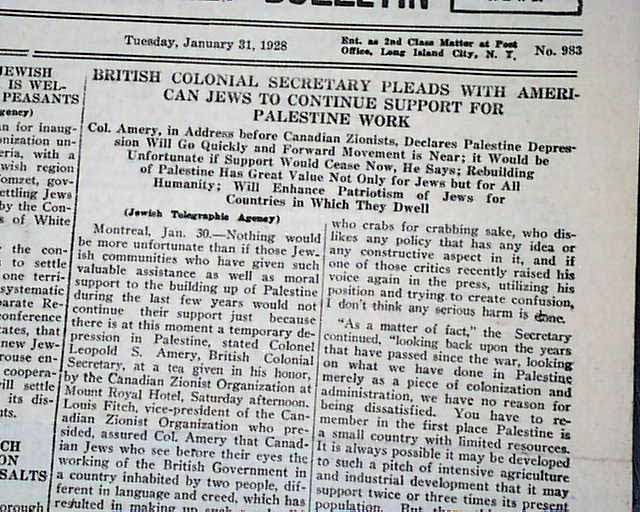 BULLETIN
Tuesday, January 31, 1928
Ent. as 2nd Class Matter at Post
Office, Long Island City, N. Y.
No. 983
JEWISH
IS WEL-
PEASANTS
gency)
n for inaug-
onization un-
eria, with a
wish region
omzet, gov-
ettling Jews
by the Con-
s of White
the con-
to settle
one terri-
systematic
parate Re-
conference
tates, that
new Jew-
rouse en-
coopera-
ill settle
its dis-
nts.
CH
ON
SALTS
orough
BRITISH COLONIAL SECRETARY PLEADS WITH AMERI-
CAN JEWS TO CONTINUE SUPPORT FOR
PALESTINE WORK
Col. Amery, in Address before Canadian Zionists, Declares Palestine Depres-
sion Will Go Quickly and Forward Movement is Near; it Would be
Unfortunate if Support Would Cease Now, He Says; Rebuilding
of Palestine Has Great Value Not Only for Jews but for All
Humanity; Will Enhance Patriotism of Jews for
Countries in Which They Dwell
(Jewish Telegraphic Agency)
Montreal, Jan. 30.—Nothing would
be more unfortunate than if those Jew-
ish communities who have given such
valuable assistance as well as moral
support to the building up of Palestine
during the last few years would not
continue their support just because
there is at this moment a temporary de-
pression in Palestine, stated Colonel
Leopold S. Amery, British Colonial
Secretary, at a tea given in his honor,
by the Canadian Zionist Organization at
Mount Royal Hotel, Saturday afternoon.
Louis Fitch, vice-president of the Can-
adian Zionist Organization who pre-
sided, assured Col. Amery that Canad-
ian Jews who see before their eyes the
working of the British Government in
a country inhabited by two people, dif-
ferent in language and creed, which has
resulted in making up such
who crabs for crabbing sake, who dis-
likes any policy that has any idea or
any constructive aspect in it, and if
one of those critics recently raised his
voice again in the press, utilizing his
position and trying to create confusion,
I don't think any serious harm is done.
"As a matter of fact," the Secretary
continued, "looking back upon the years
that have passed since the war, looking
on what we have done in Palestine
merely as a piece of colonization and
administration, we have no reason for
being dissatisfied. You have to re-
member in the first place Palestine is
a small country with limited resources.
It is always possible it may be developed
to such a pitch of intensive agriculture
and industrial development that it may
support twice or three times its present
population. But